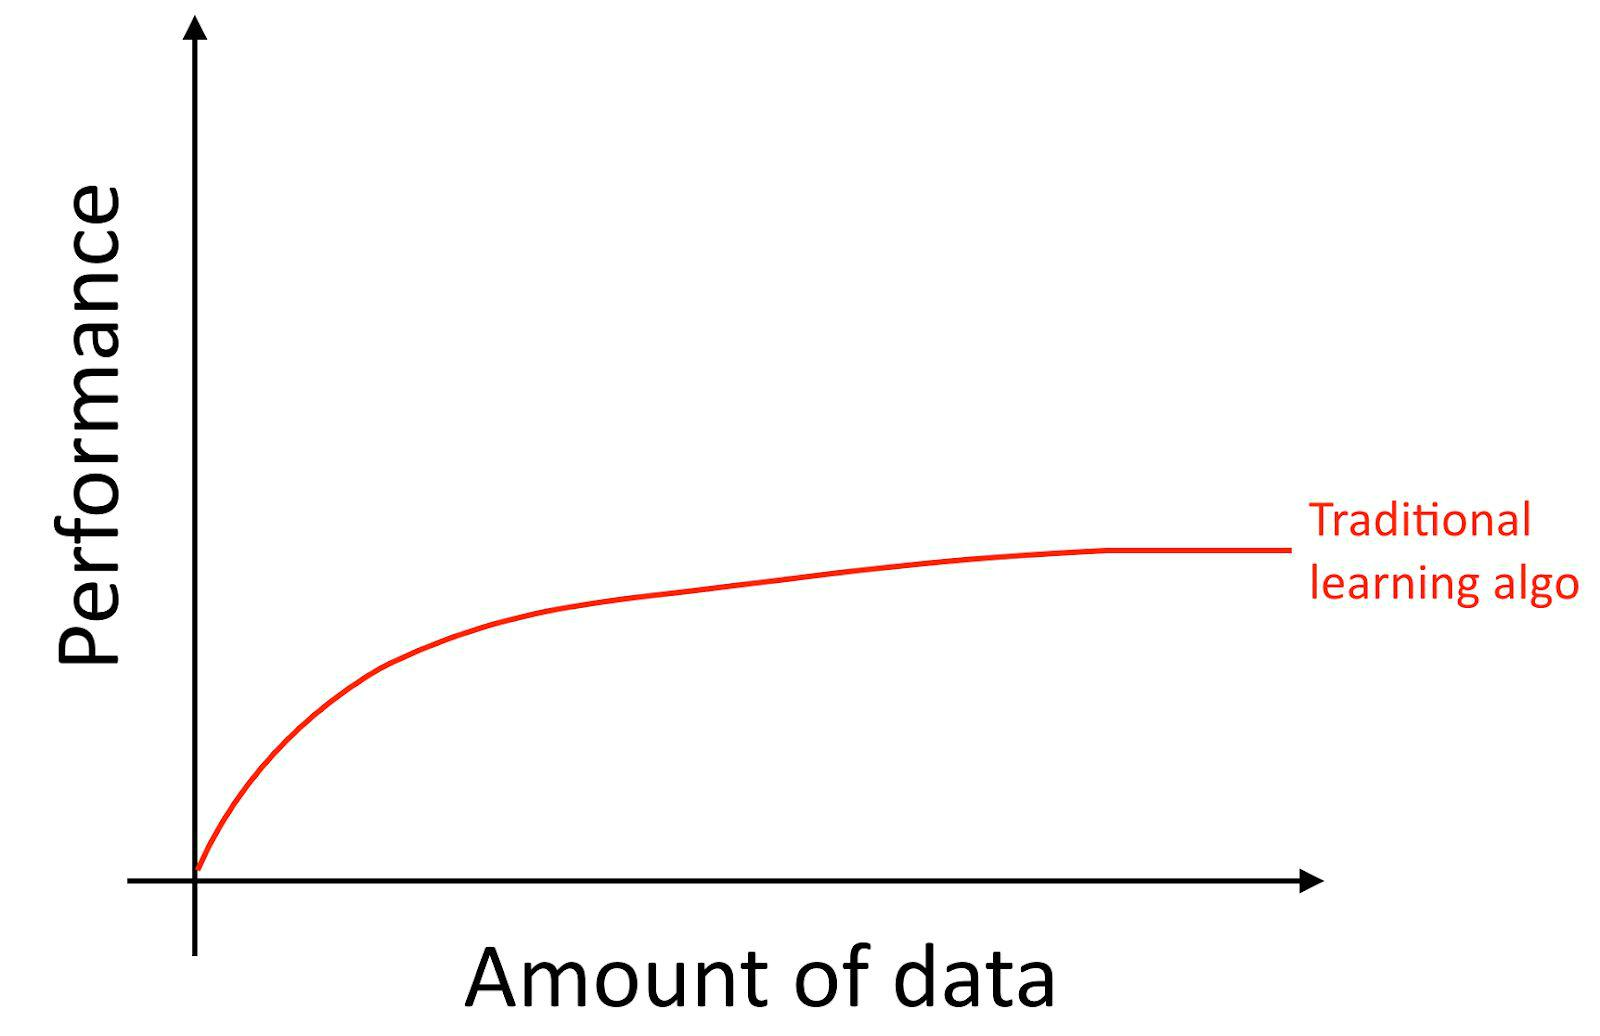 Performance
Traditional
learning algo
Amount of data